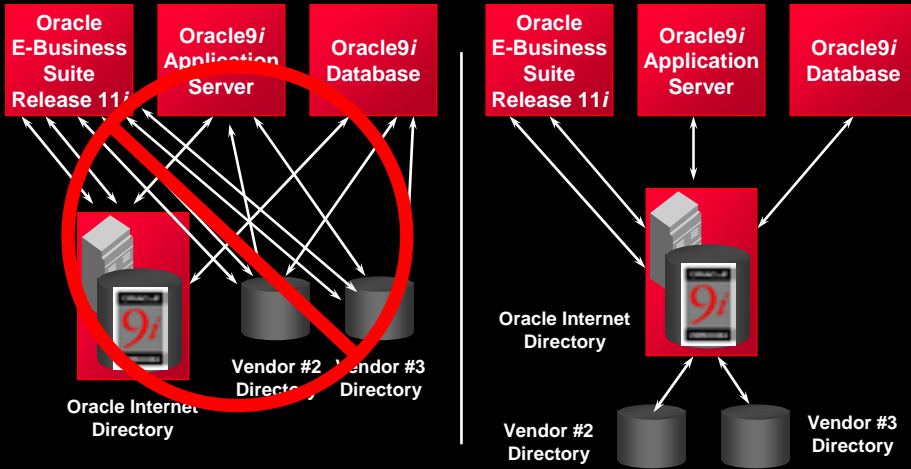 Oracle
E-Business
Suite
Release 11i
Oracle9i
Application
Server
Oracle9i
Database
Oracle Internet
Directory
Vendor #2
Directory
Vendor #3
Directory
9i
Oracle
E-Business
Suite
Release 11i
Oracle9i
Application
Server
Oracle9i
Database
Oracle Internet
Directory
9i
Vendor #2
Directory
Vendor #3
Directory